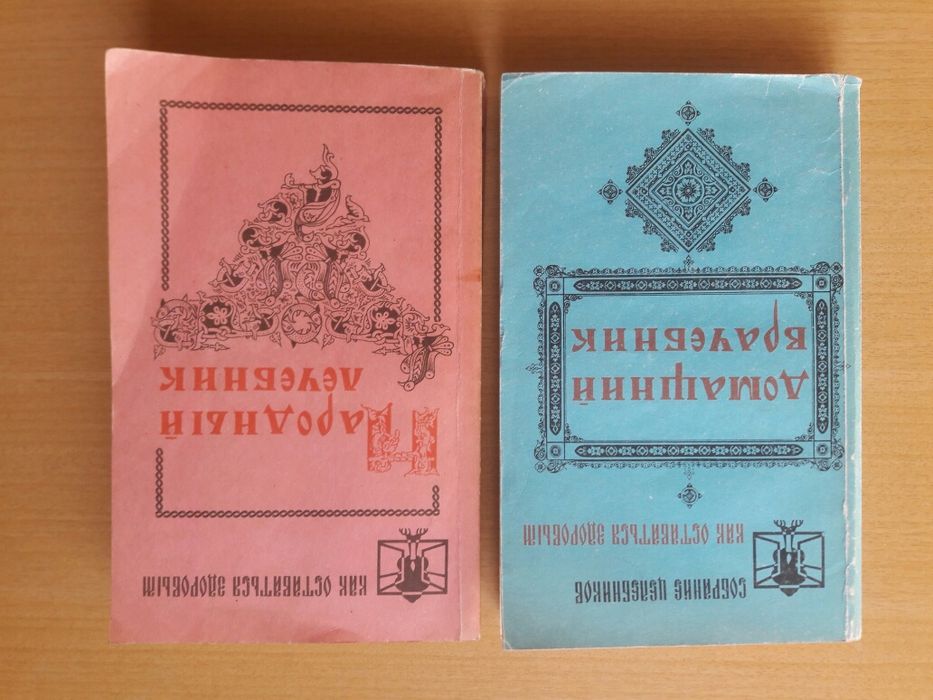 КАК ОСТАВАТЬСЯ ЗДОРОВЫМ
НАРОДНЫЙ
ЛЕЧЕБНИК
СОБРАНИЕ ЦЕЛЕБНИКОВ
КАК ОСТАВАТЬСЯ ЗДОРОВЫМ
ДОМАШНИЙ
ВРАЧЕБНИК